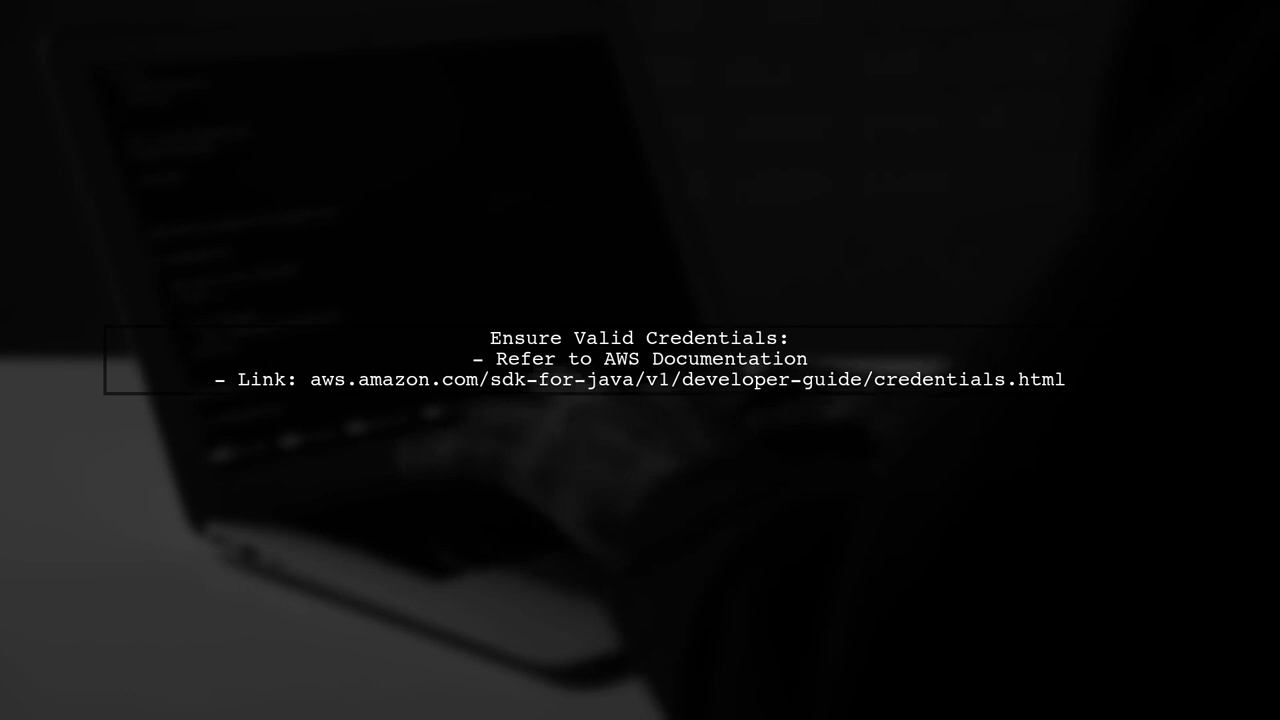 Ensure Valid Credentials:
- Refer to AWS Documentation
- Link: aws.amazon.com/sdk-for-java/v1/developer-guide/credentials.html